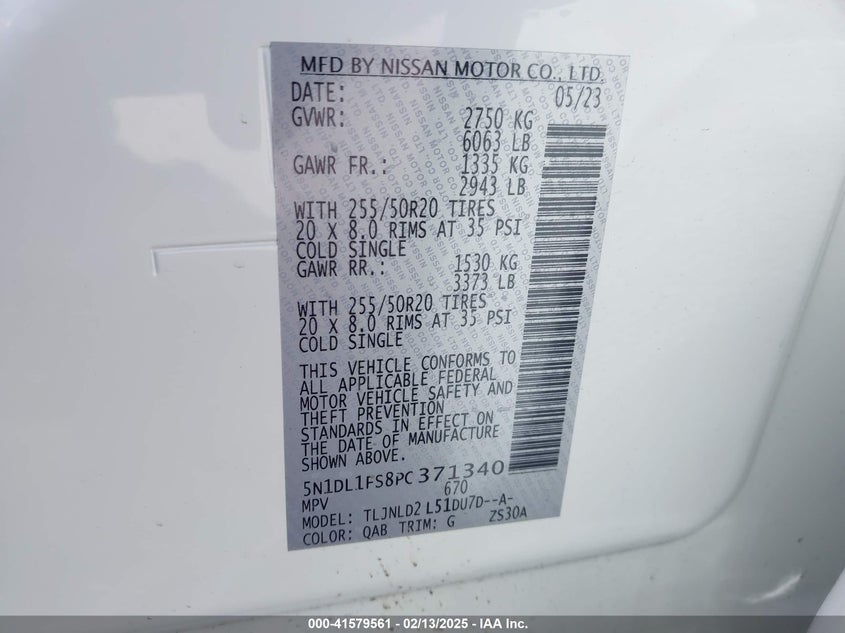 MFD BY NISSAN MOTOR CO., LTD.
DATE: 05/23
GVWR: 2750 KG
6063 LB
GAWR FR.: 1335 KG
2943 LB
WITH 255/50R20 TIRES
20 X 8.0 RIMS AT 35 PSI
COLD SINGLE
GAWR RR.: 1530 KG
3373 LB
WITH 255/50R20 TIRES
20 X 8.0 RIMS AT 35 PSI
COLD SINGLE
THIS VEHICLE CONFORMS TO
ALL APPLICABLE FEDERAL
MOTOR VEHICLE SAFETY AND
THEFT PREVENTION
STANDARDS IN EFFECT ON
THE DATE OF MANUFACTURE
SHOWN ABOVE.
5N1DL1FS8PC371340
MPV 670
MODEL: TLJNLD2 L51DU7D--A-
COLOR: QAB TRIM: G ZS30A
000-41579561 - 02/13/2025 - IAA Inc.